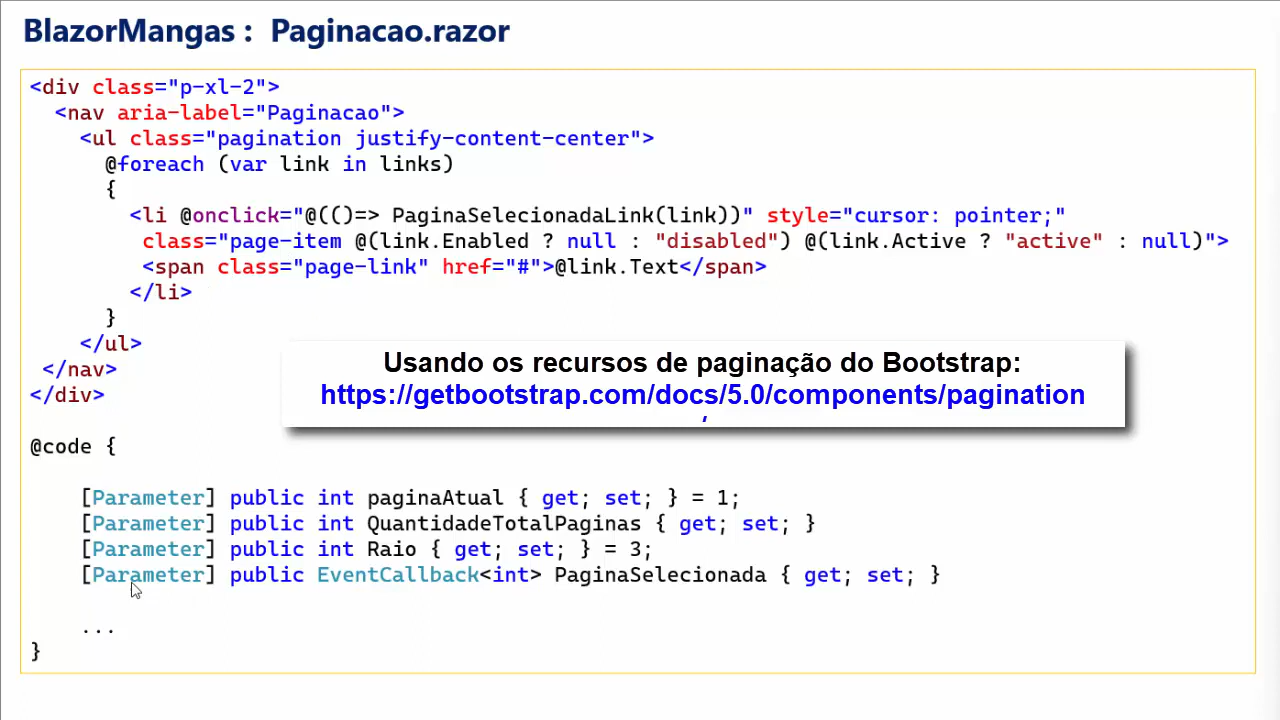 BlazorMangas :  Paginacao.razor
<div class="p-xl-2">
<nav aria-label="Paginacao">
<ul class="pagination justify-content-center">
@foreach (var link in links)
{
<li @onclick="@(()=> PaginaSelecionadaLink(link))" style="cursor: pointer;"
class="page-item @(link.Enabled ? null : "disabled") @(link.Active ? "active" : null)">
<span class="page-link" href="#">@link.Text</span>
</li>
}
</ul>
</nav>
</div>
Usando os recursos de paginação do Bootstrap:
https://getbootstrap.com/docs/5.0/components/pagination
/
@code {
[Parameter] public int paginaAtual { get; set; } = 1;
[Parameter] public int QuantidadeTotalPaginas { get; set; }
[Parameter] public int Raio { get; set; } = 3;
[Parameter] public EventCallback<int> PaginaSelecionada { get; set; }
...
}